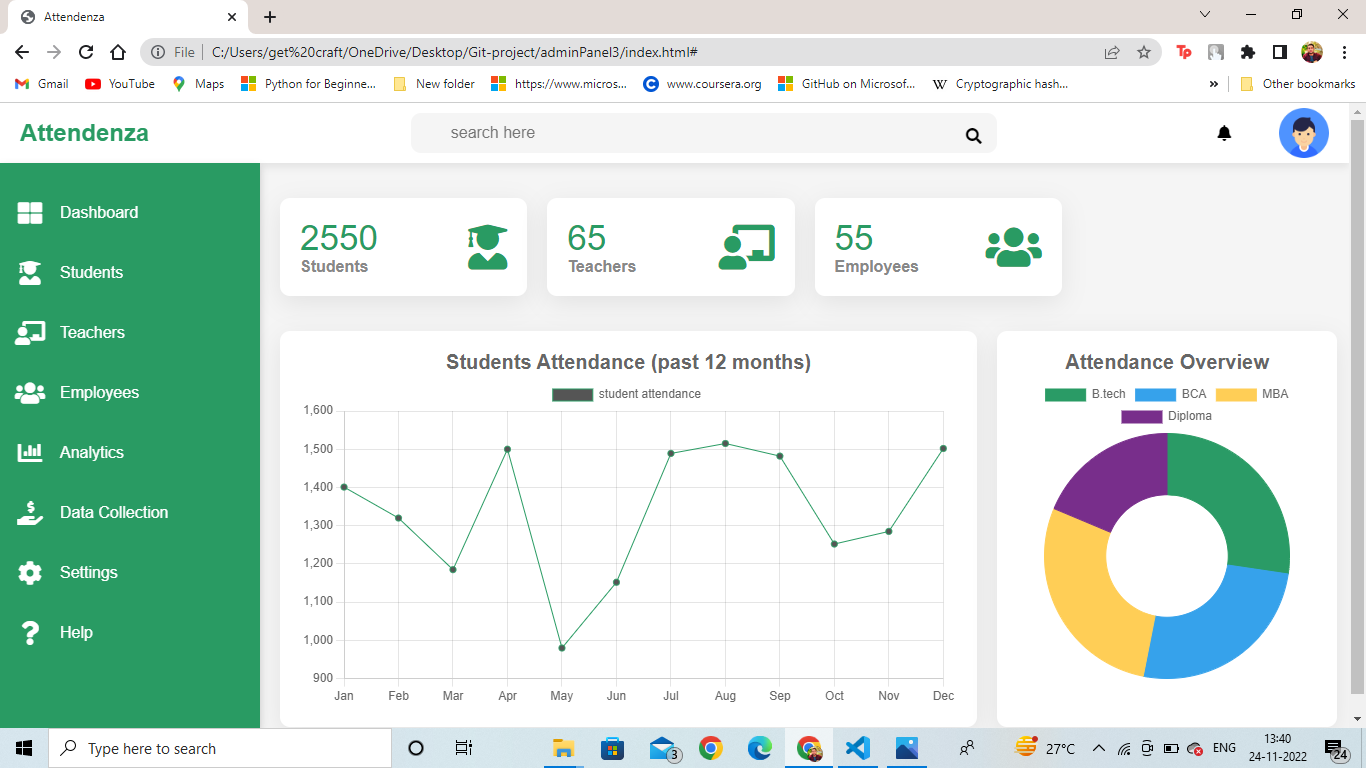 Attendenza
File
C:/Users/get%20craft/OneDrive/Desktop/Git-project/adminPanel3/index.html#
Gmail YouTube Maps Python for Beginne... New folder https://www.micros... www.coursera.org GitHub on Microsof... Cryptographic hash... » Other bookmarks
Attendenza
search here
Dashboard
Students
Teachers
Employees
Analytics
Data Collection
Settings
Help
2550
Students
65
Teachers
55
Employees
Students Attendance (past 12 months)
student attendance
1,600
1,500
1,400
1,300
1,200
1,100
1,000
900
Jan Feb Mar Apr May Jun Jul Aug Sep Oct Nov Dec
Attendance Overview
B.tech BCA MBA
Diploma
Type here to search
3
27°C
ENG
13:40
24-11-2022
24